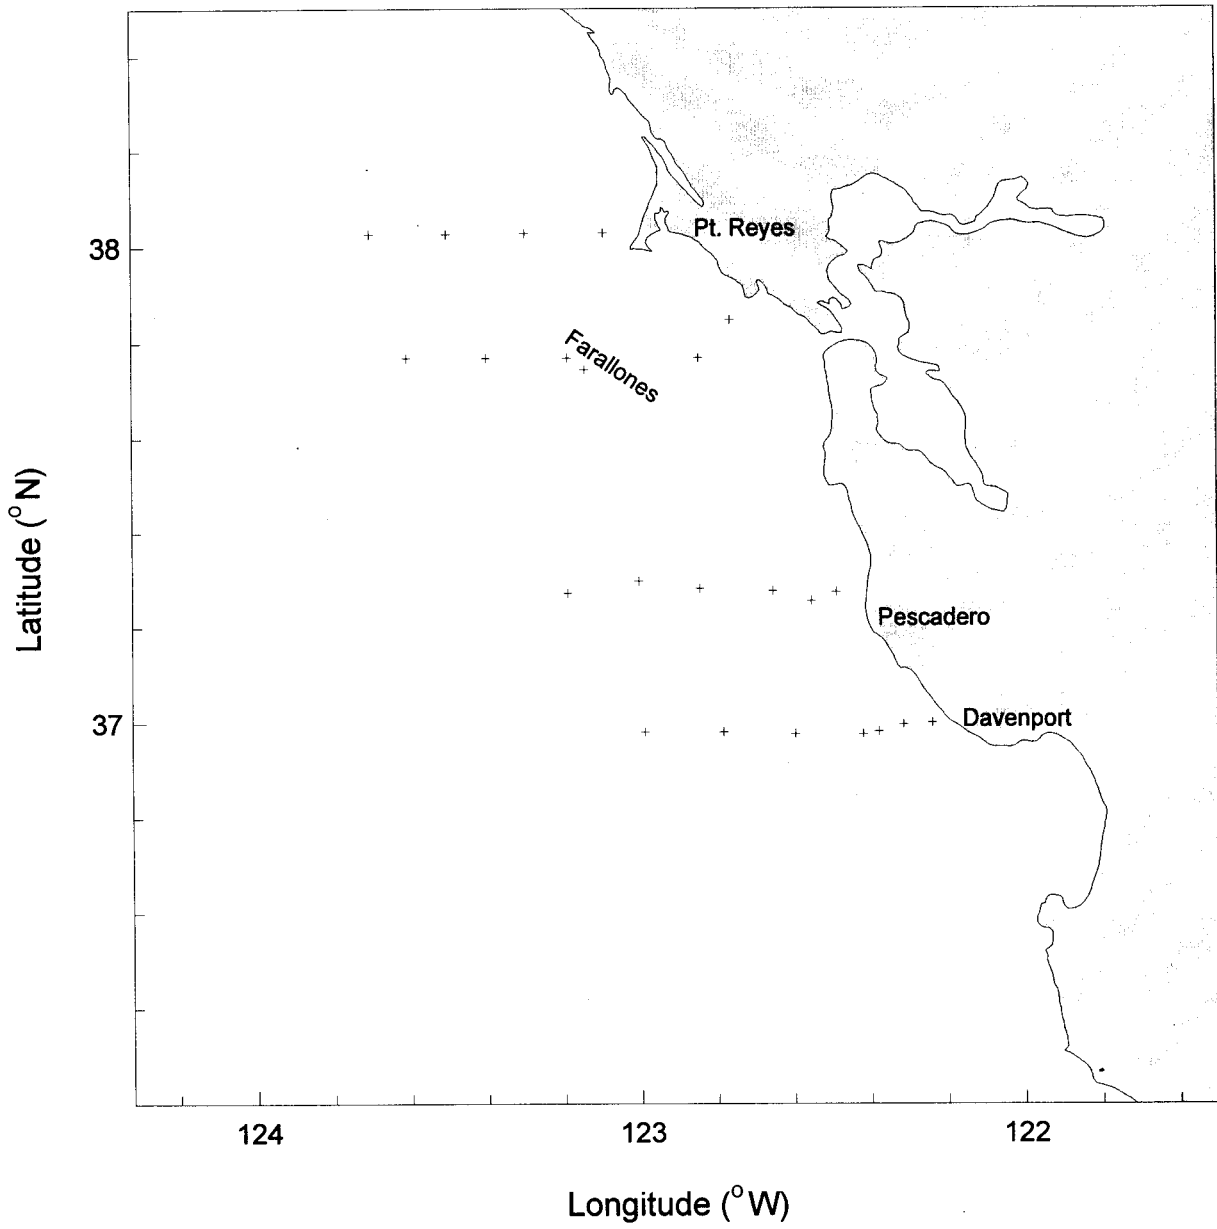 Pt. Reyes
38
Farallones
Latitude (°N)
Pescadero
37
Davenport
124
123
122
Longitude (°W)